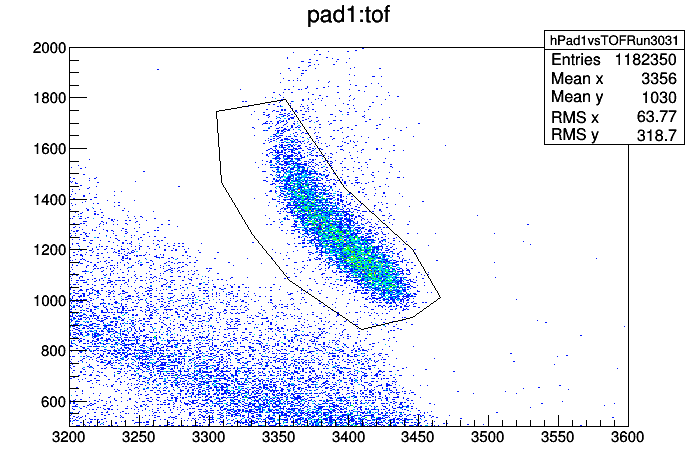 pad1:tof
hPad1vsTOFRun3031
Entries 1182350
Mean x 3356
Mean y 1030
RMS x 63.77
RMS y 318.7
2000
1800
1600
1400
1200
1000
800
600
3200 3250 3300 3350 3400 3450 3500 3550 3600